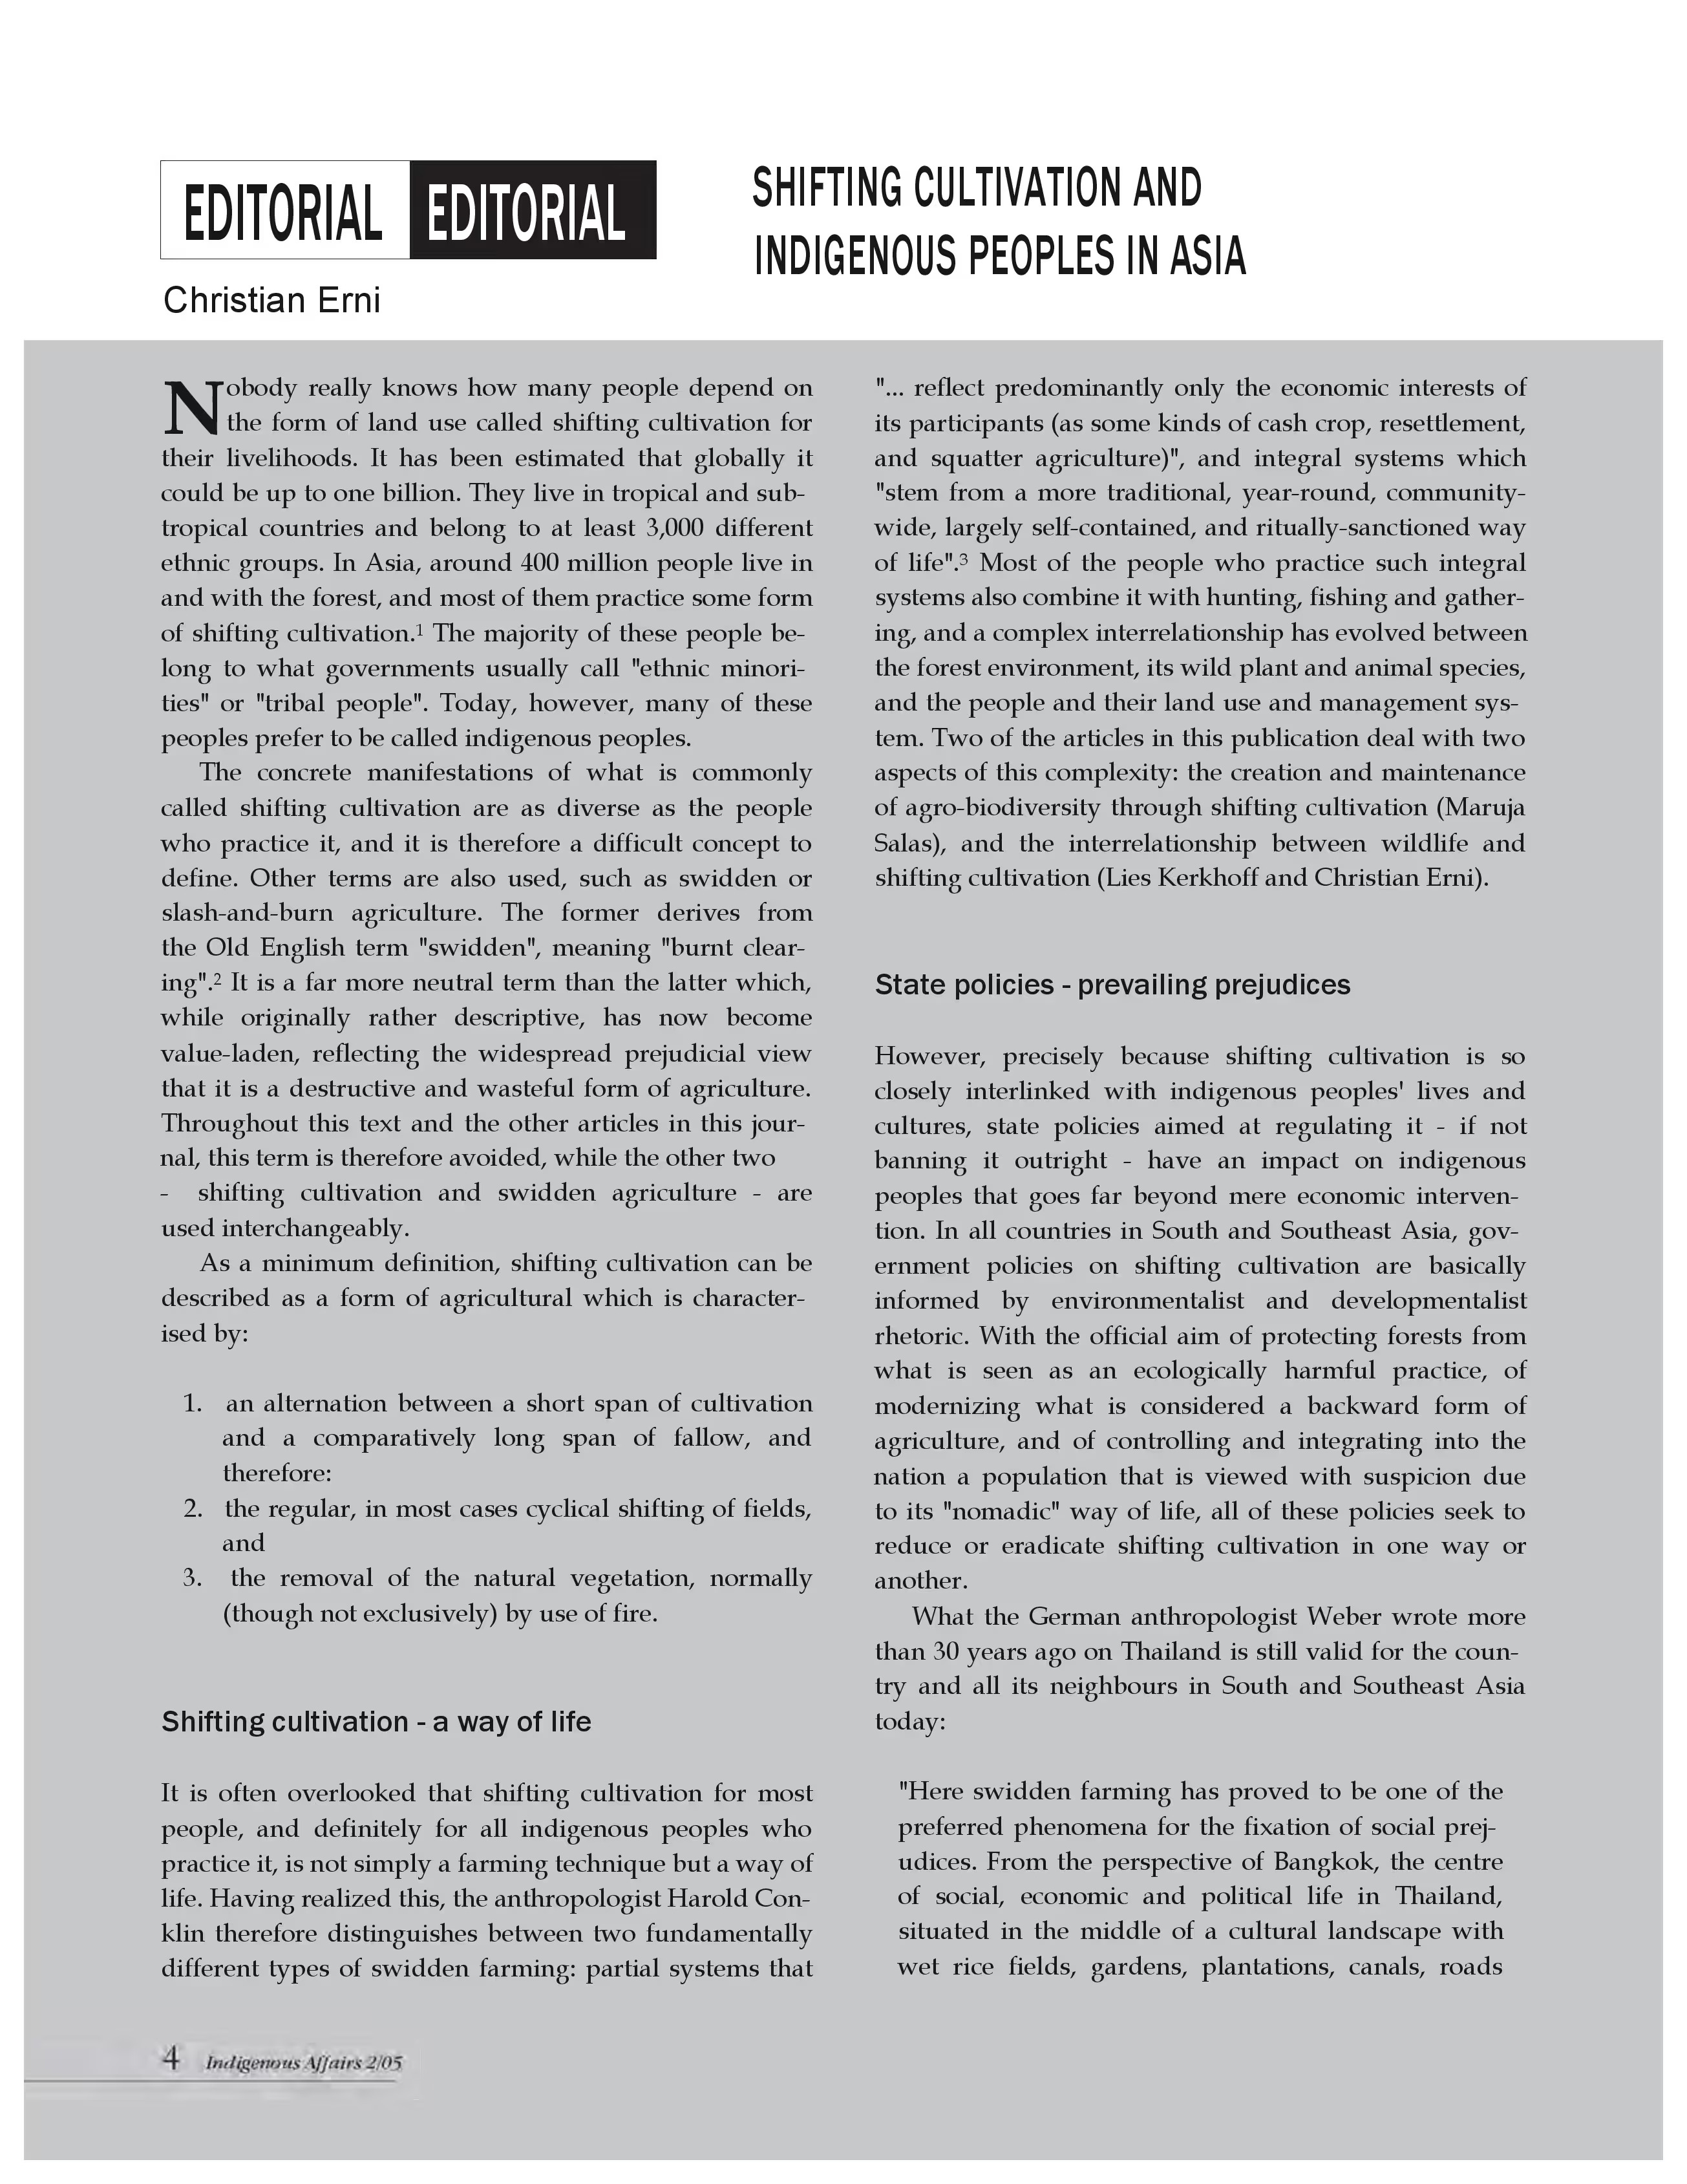 EDITORIAL EDITORIAL
Christian Erni
SHIFTING CULTIVATION AND
INDIGENOUS PEOPLES IN ASIA
Nobody really knows how many people depend on
the form of land use called shifting cultivation for
their livelihoods. It has been estimated that globally it
could be up to one billion. They live in tropical and sub-
tropical countries and belong to at least 3,000 different
ethnic groups. In Asia, around 400 million people live in
and with the forest, and most of them practice some form
of shifting cultivation.¹ The majority of these people be-
long to what governments usually call "ethnic minori-
ties" or "tribal people". Today, however, many of these
peoples prefer to be called indigenous peoples.
The concrete manifestations of what is commonly
called shifting cultivation are as diverse as the people
who practice it, and it is therefore a difficult concept to
define. Other terms are also used, such as swidden or
slash-and-burn agriculture. The former derives from
the Old English term "swidden", meaning "burnt clear-
ing".² It is a far more neutral term than the latter which,
while originally rather descriptive, has now become
value-laden, reflecting the widespread prejudicial view
that it is a destructive and wasteful form of agriculture.
Throughout this text and the other articles in this jour-
nal, this term is therefore avoided, while the other two
- shifting cultivation and swidden agriculture - are
used interchangeably.
As a minimum definition, shifting cultivation can be
described as a form of agricultural which is character-
ised by:
1. an alternation between a short span of cultivation
and a comparatively long span of fallow, and
therefore:
2. the regular, in most cases cyclical shifting of fields,
and
3. the removal of the natural vegetation, normally
(though not exclusively) by use of fire.
Shifting cultivation - a way of life
It is often overlooked that shifting cultivation for most
people, and definitely for all indigenous peoples who
practice it, is not simply a farming technique but a way of
life. Having realized this, the anthropologist Harold Con-
klin therefore distinguishes between two fundamentally
different types of swidden farming: partial systems that
"... reflect predominantly only the economic interests of
its participants (as some kinds of cash crop, resettlement,
and squatter agriculture)", and integral systems which
"stem from a more traditional, year-round, community-
wide, largely self-contained, and ritually-sanctioned way
of life".³ Most of the people who practice such integral
systems also combine it with hunting, fishing and gather-
ing, and a complex interrelationship has evolved between
the forest environment, its wild plant and animal species,
and the people and their land use and management sys-
tem. Two of the articles in this publication deal with two
aspects of this complexity: the creation and maintenance
of agro-biodiversity through shifting cultivation (Maruja
Salas), and the interrelationship between wildlife and
shifting cultivation (Lies Kerkhoff and Christian Erni).
State policies - prevailing prejudices
However, precisely because shifting cultivation is so
closely interlinked with indigenous peoples' lives and
cultures, state policies aimed at regulating it - if not
banning it outright - have an impact on indigenous
peoples that goes far beyond mere economic interven-
tion. In all countries in South and Southeast Asia, gov-
ernment policies on shifting cultivation are basically
informed by environmentalist and developmentalist
rhetoric. With the official aim of protecting forests from
what is seen as an ecologically harmful practice, of
modernizing what is considered a backward form of
agriculture, and of controlling and integrating into the
nation a population that is viewed with suspicion due
to its "nomadic" way of life, all of these policies seek to
reduce or eradicate shifting cultivation in one way or
another.
What the German anthropologist Weber wrote more
than 30 years ago on Thailand is still valid for the coun-
try and all its neighbours in South and Southeast Asia
today:
"Here swidden farming has proved to be one of the
preferred phenomena for the fixation of social prej-
udices. From the perspective of Bangkok, the centre
of social, economic and political life in Thailand,
situated in the middle of a cultural landscape with
wet rice fields, gardens, plantations, canals, roads
4 Indigenous Affairs 2/05